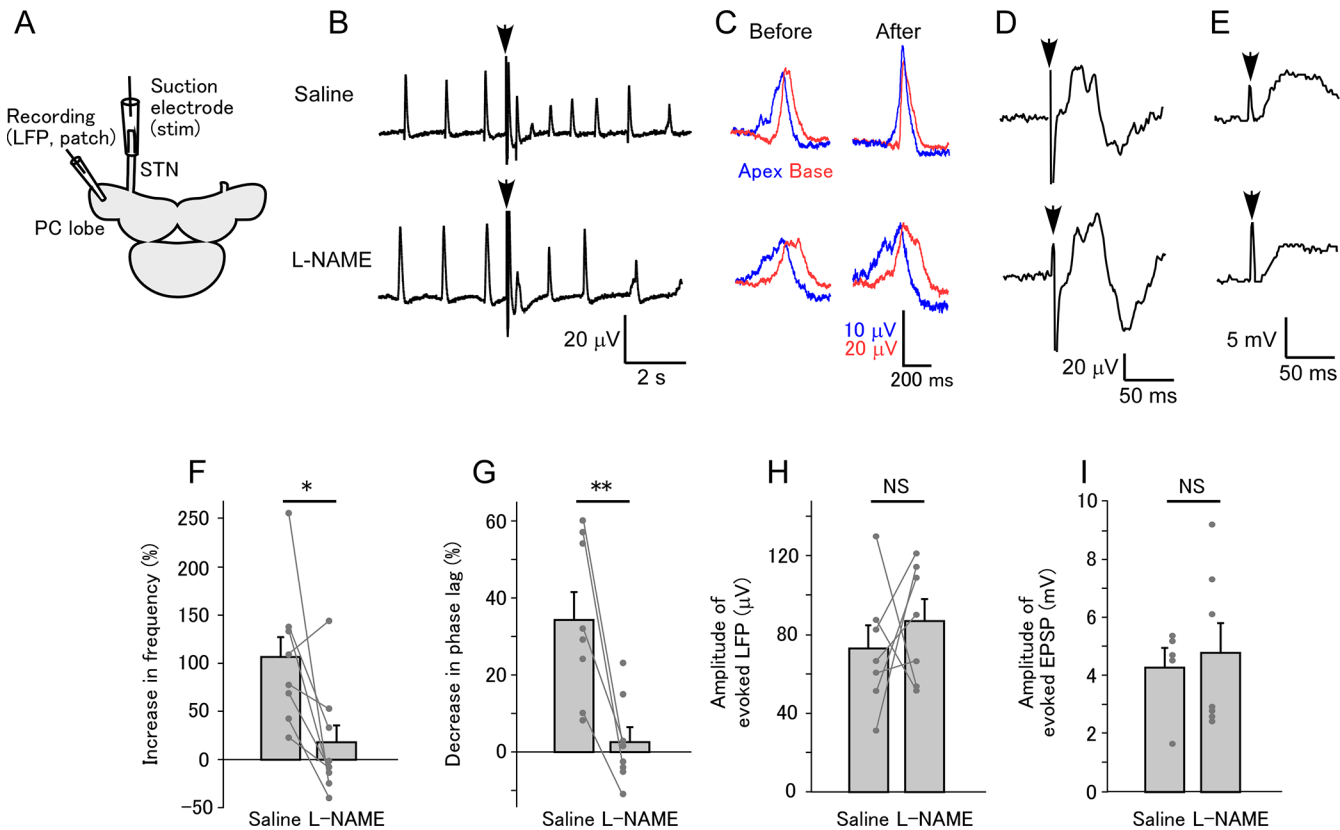 A
Suction
electrode
(stim)
Recording
(LFP, patch)
STN
PC lobe
B
Saline
L-NAME
20 μV
2 s
C
Before
After
Apex Base
10 μV
20 μV
200 ms
D
20 μV
50 ms
E
5 mV
50 ms
F
*
Increase in frequency (%)
250
200
150
100
50
0
-50
Saline L-NAME
G
**
Decrease in phase lag (%)
60
40
20
0
Saline L-NAME
H
NS
Amplitude of
evoked LFP (μV)
120
80
40
0
Saline L-NAME
I
NS
Amplitude of
evoked EPSP (mV)
10
8
6
4
2
0
Saline L-NAME